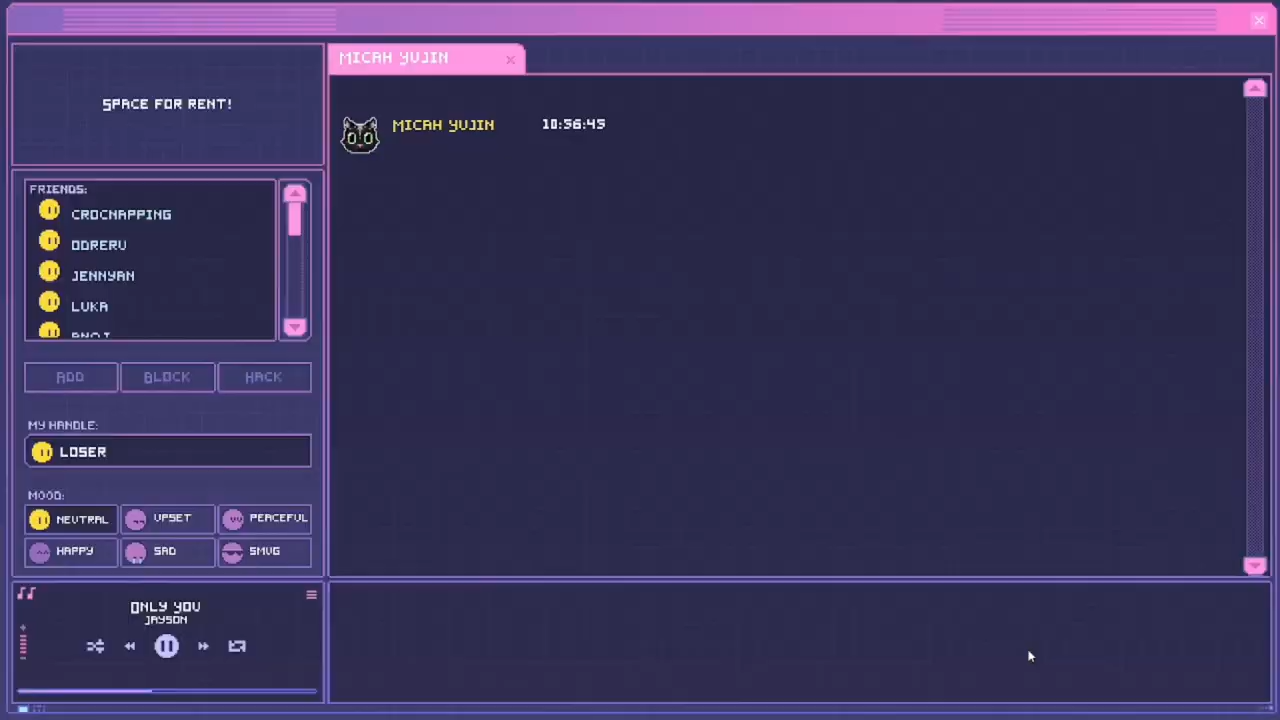 SPACE FOR RENT!
FRIENDS:
CROCNAPPING
ODRERU
JENNYAN
LUKA
ADD BLOCK HACK
MY HANDLE:
LOSER
MOOD:
NEUTRAL UPSET PEACEFUL
HAPPY SAD SMUG
ONLY YOU
JAYSON
MICAH YUJIN
MICAH YUJIN 10:56:45